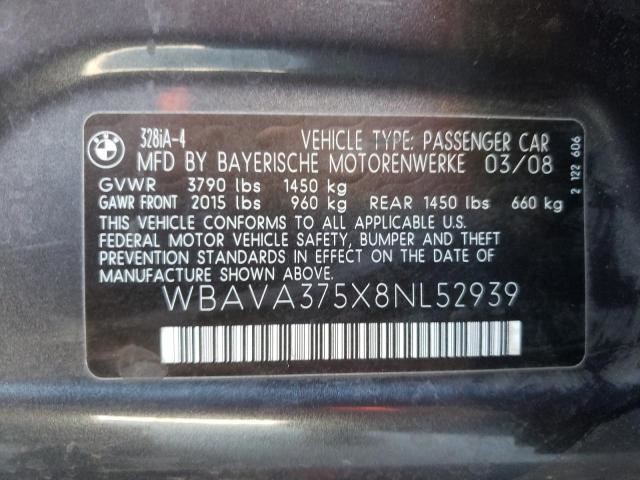 BMW
328iA-4 VEHICLE TYPE: PASSENGER CAR
MFD BY BAYERISCHE MOTORENWERKE 03/08
GVWR 3790 lbs 1450 kg
GAWR FRONT 2015 lbs 960 kg REAR 1450 lbs 660 kg
THIS VEHICLE CONFORMS TO ALL APPLICABLE U.S.
FEDERAL MOTOR VEHICLE SAFETY, BUMPER AND THEFT
PREVENTION STANDARDS IN EFFECT ON THE DATE OF
MANUFACTURE SHOWN ABOVE:
WBAVA375X8NL52939
2 122 606